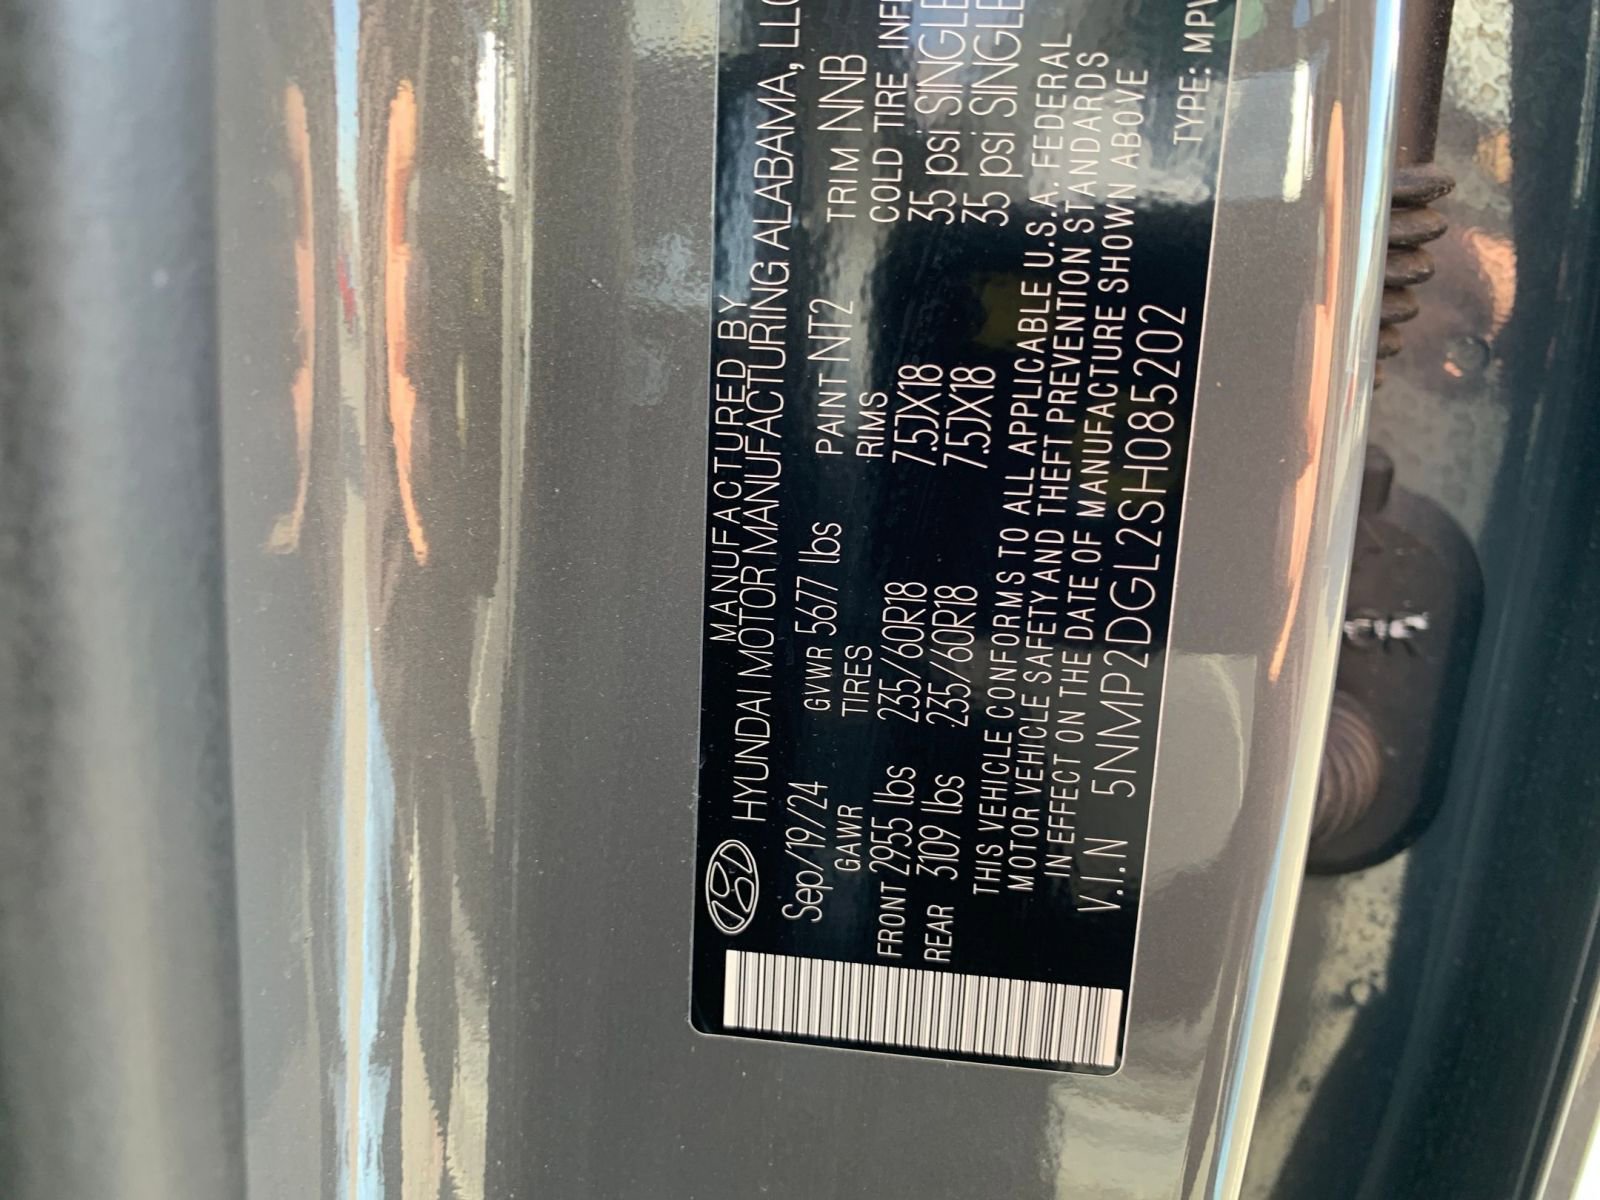 MANUFACTURED BY
HYUNDAI MOTOR MANUFACTURING ALABAMA, LLC
Sep/19/24 GVWR 5677 lbs PAINT NT2 TRIM NNB
GAWR TIRES RIMS COLD TIRE INF
FRONT 2955 lbs 235/60R18 7.5JX18 35 psi SINGLE
REAR 3109 lbs 235/60R18 7.5JX18 35 psi SINGLE
THIS VEHICLE CONFORMS TO ALL APPLICABLE U.S.A. FEDERAL
MOTOR VEHICLE SAFETY AND THEFT PREVENTION STANDARDS
IN EFFECT ON THE DATE OF MANUFACTURE SHOWN ABOVE
V.I.N 5NMP2DGL2SH085202 TYPE: MPV